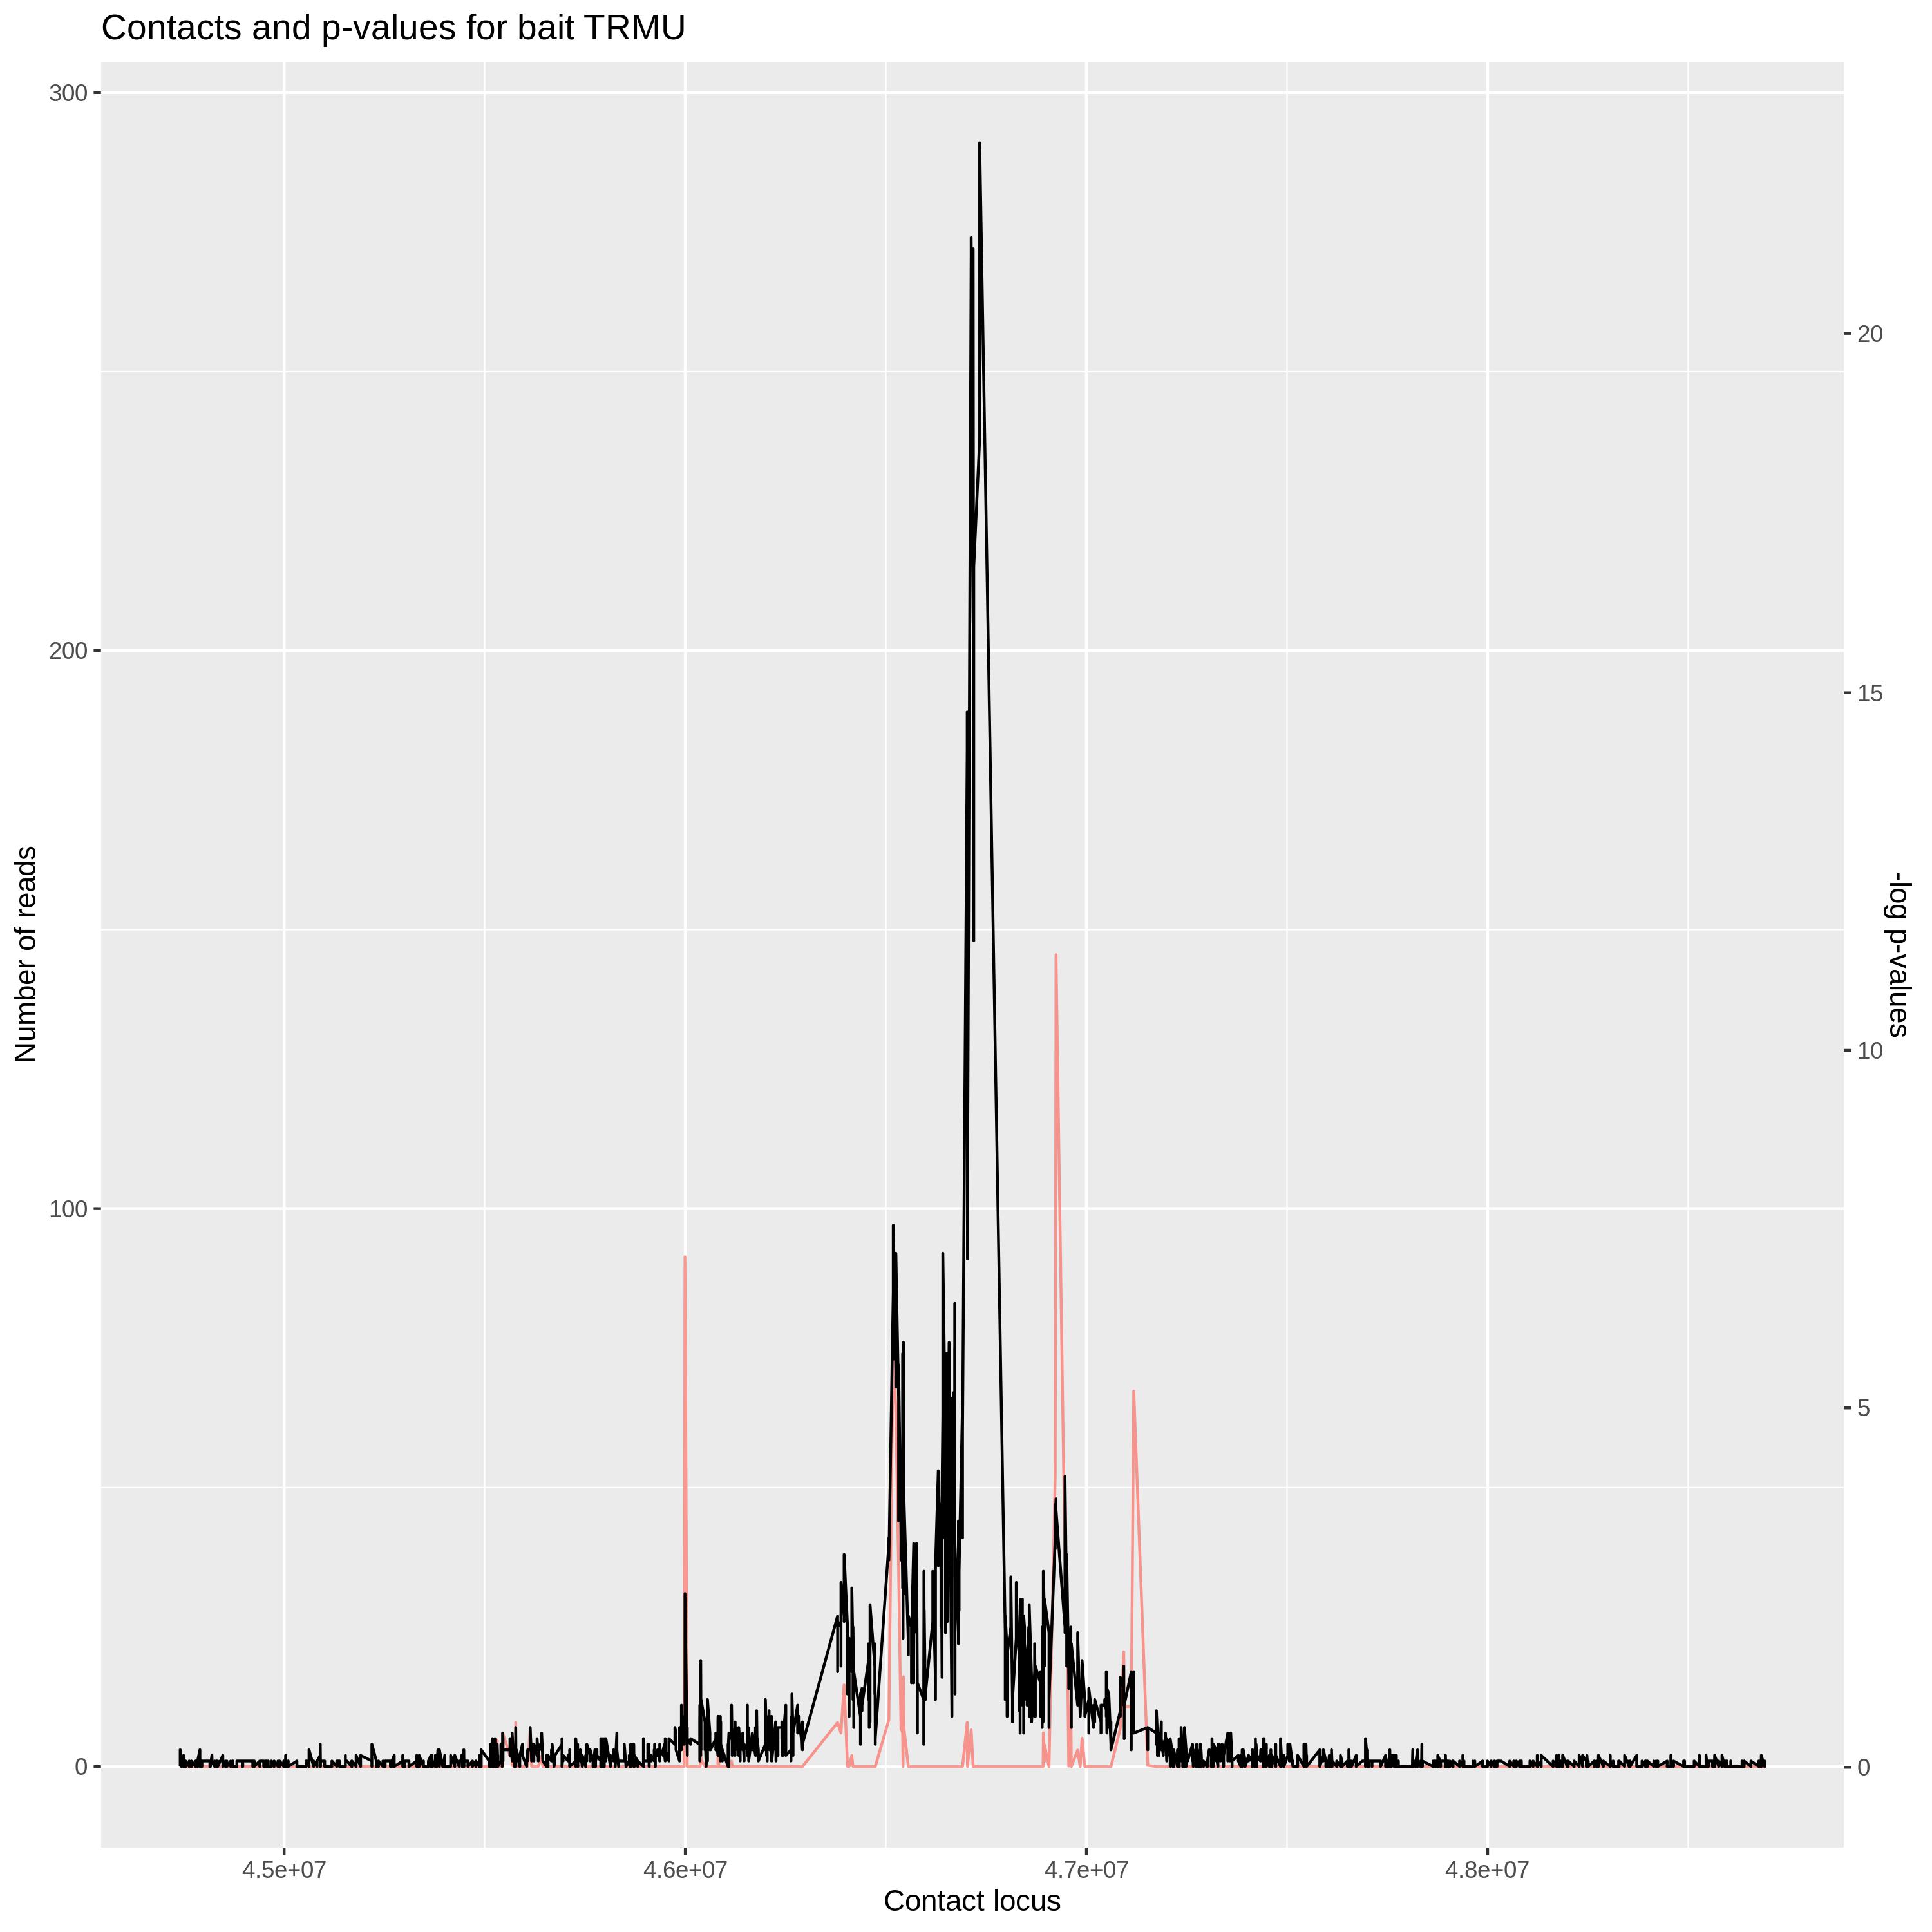 Contacts and p-values for bait TRMU
300
200
100
0
Number of reads
20
15
10
5
0
-log p-values
4.5e+07
4.6e+07
4.7e+07
4.8e+07
Contact locus